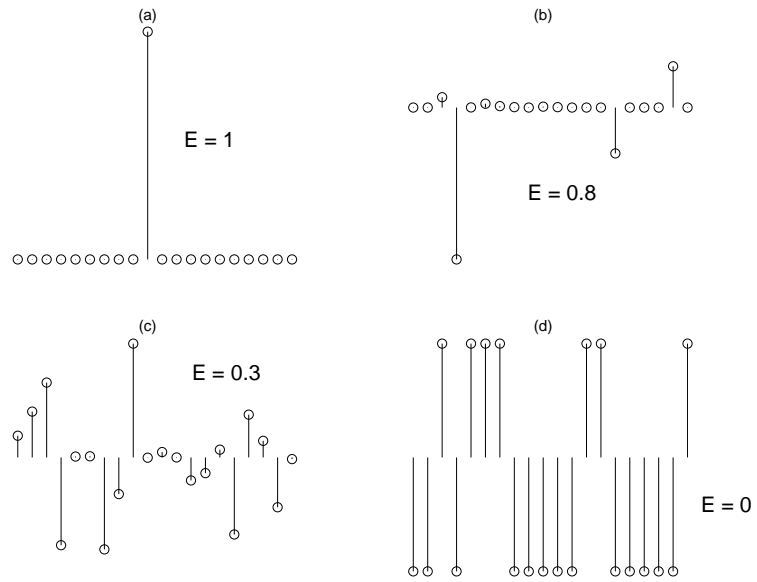 (a)
E = 1
(b)
E = 0.8
(c)
E = 0.3
(d)
E = 0